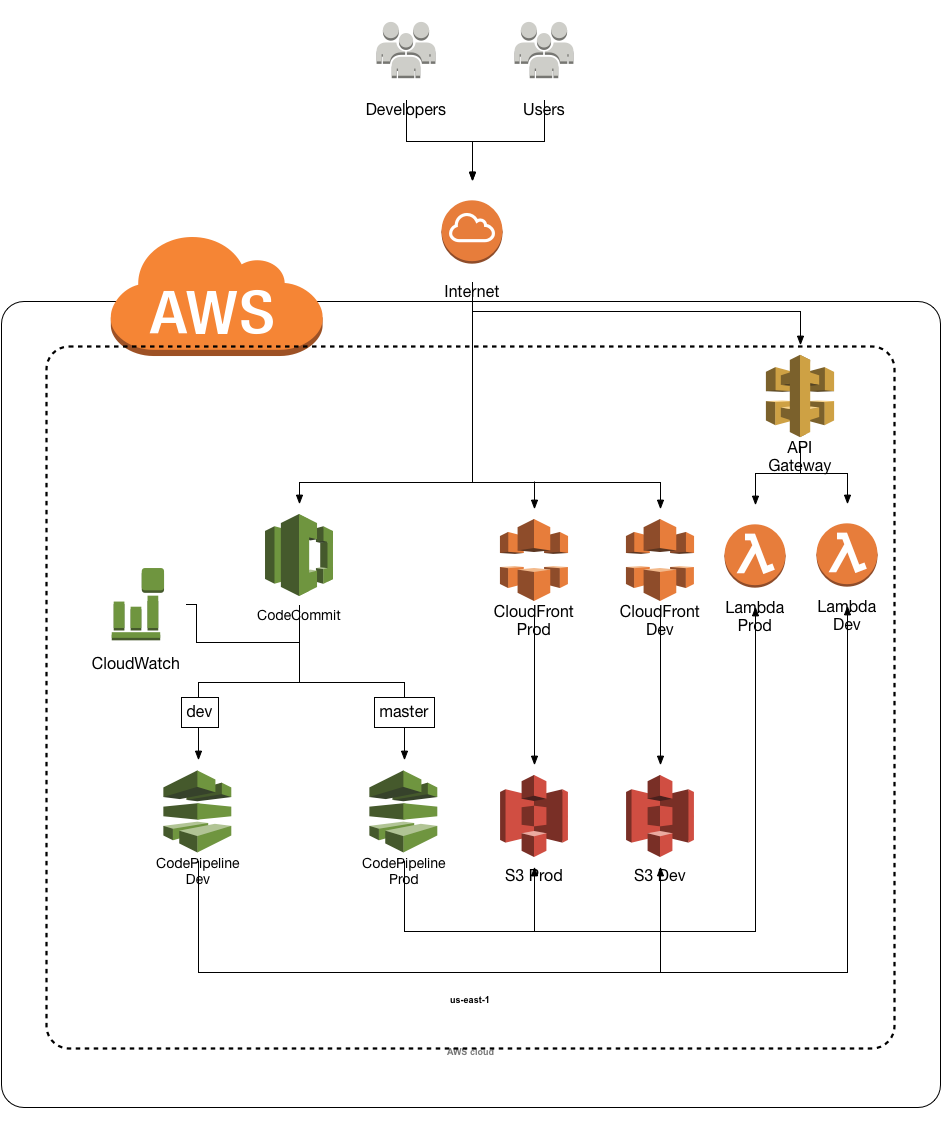 Developers
Users
Internet
AWS
API
Gateway
CodeCommit
CloudFront
Prod
CloudFront
Dev
Lambda
Prod
Lambda
Dev
CloudWatch
dev
master
CodePipeline
Dev
CodePipeline
Prod
S3 Prod
S3 Dev
us-east-1
AWS cloud